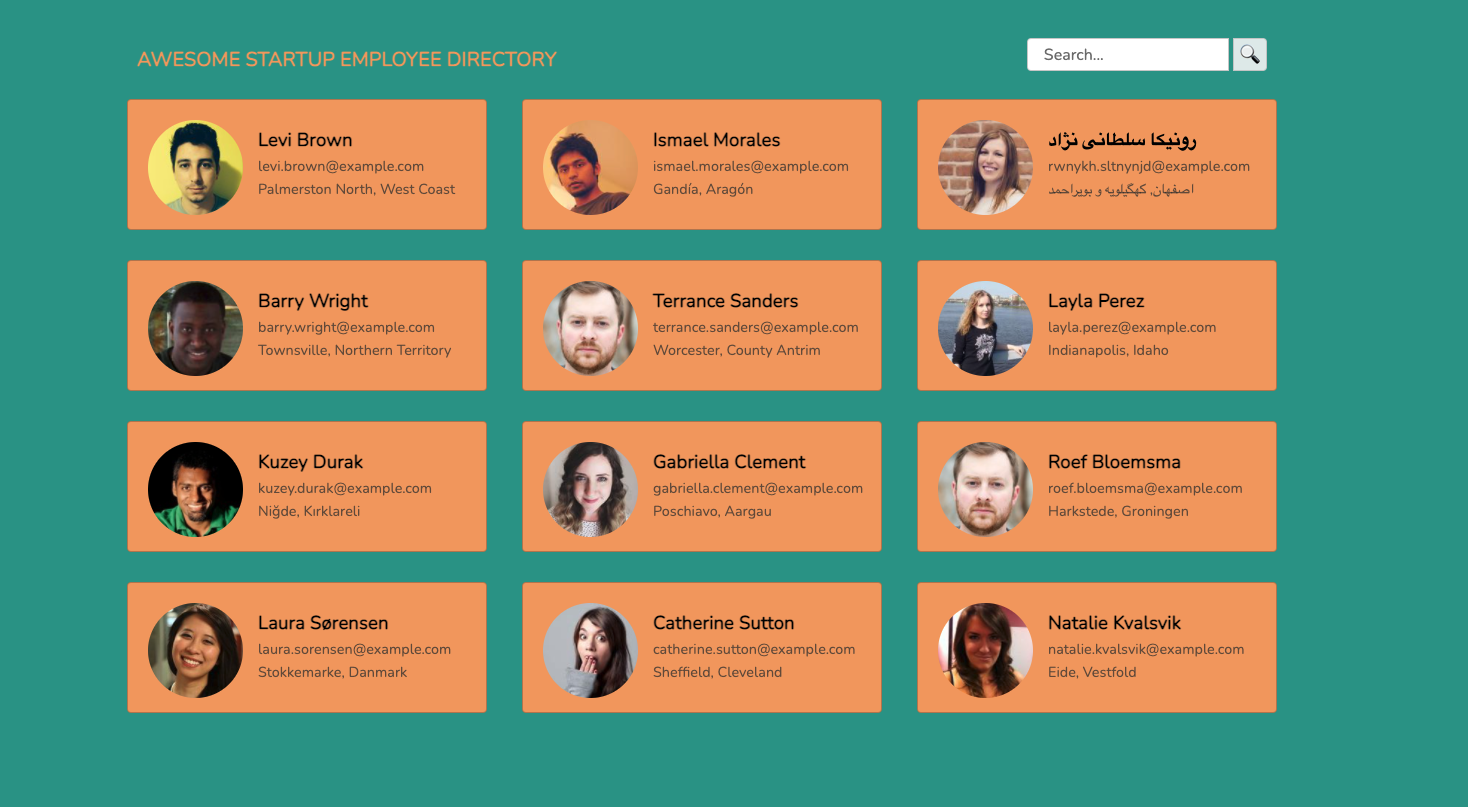 AWESOME STARTUP EMPLOYEE DIRECTORY
Search...
Levi Brown
levi.brown@example.com
Palmerston North, West Coast
Ismael Morales
ismael.morales@example.com
Gandía, Aragón
رونیکا سلطانی نژاد
rwnykh.sltnynjd@example.com
اصفهان, کهگیلویه و بویراحمد
Barry Wright
barry.wright@example.com
Townsville, Northern Territory
Terrance Sanders
terrance.sanders@example.com
Worcester, County Antrim
Layla Perez
layla.perez@example.com
Indianapolis, Idaho
Kuzey Durak
kuzey.durak@example.com
Niğde, Kırklareli
Gabriella Clement
gabriella.clement@example.com
Poschiavo, Aargau
Roef Bloemsma
roef.bloemsma@example.com
Harkstede, Groningen
Laura Sørensen
laura.sorensen@example.com
Stokkemarke, Danmark
Catherine Sutton
catherine.sutton@example.com
Sheffield, Cleveland
Natalie Kvalsvik
natalie.kvalsvik@example.com
Eide, Vestfold